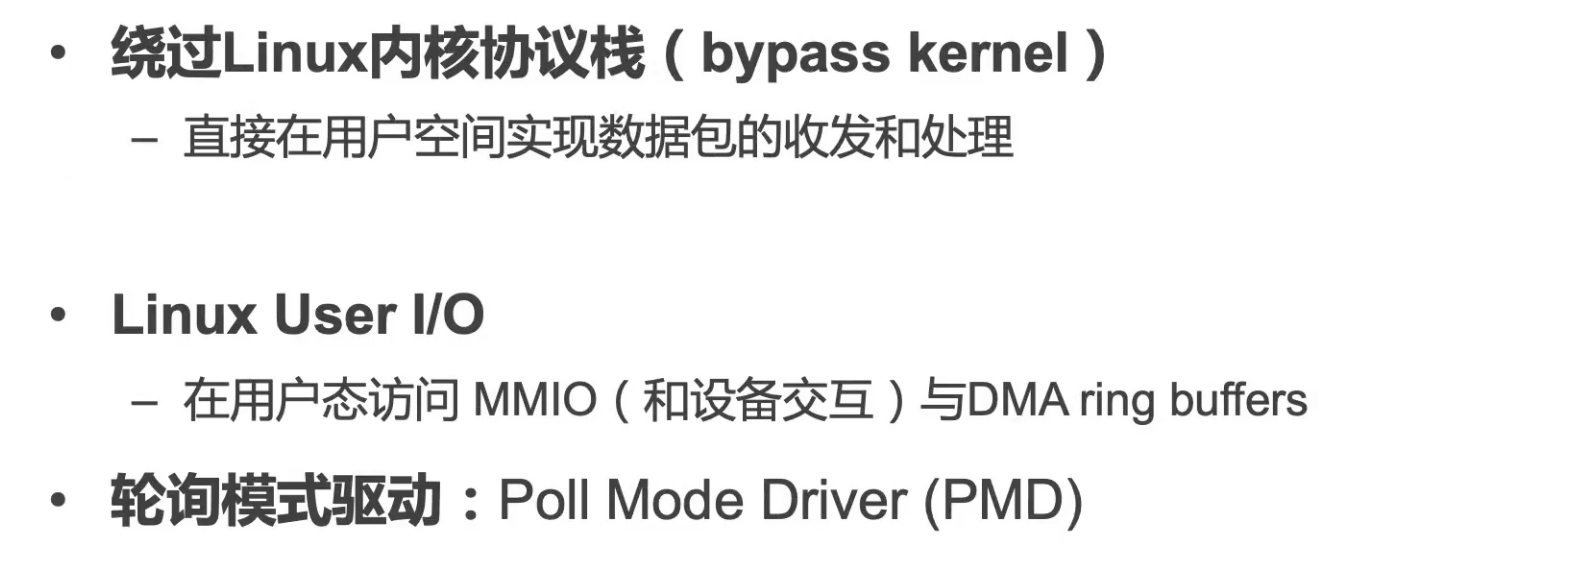 • 绕过Linux内核协议栈（bypass kernel）
– 直接在用户空间实现数据包的收发和处理
• Linux User I/O
– 在用户态访问 MMIO（和设备交互）与DMA ring buffers
• 轮询模式驱动：Poll Mode Driver (PMD)